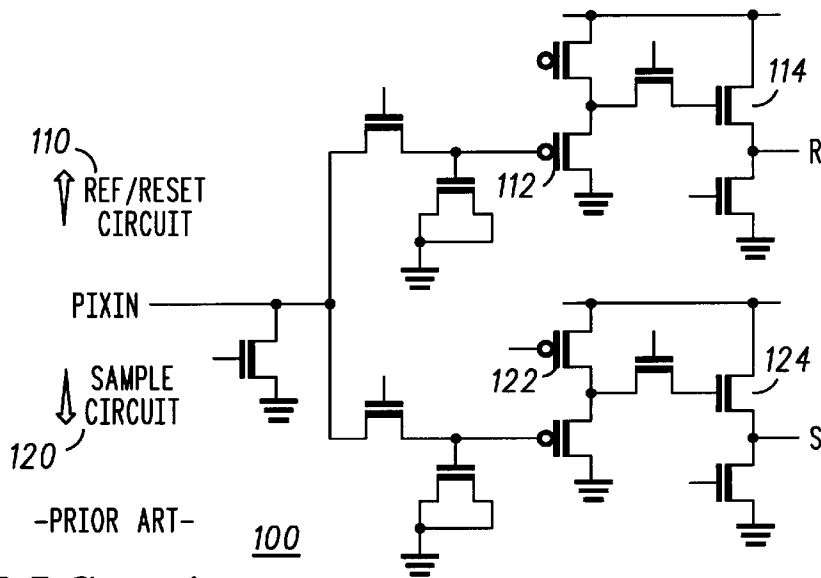 114
110
R
REF/RESET
CIRCUIT
112
PIXIN
SAMPLE
CIRCUIT
122
124
120
S
-PRIOR ART-
100